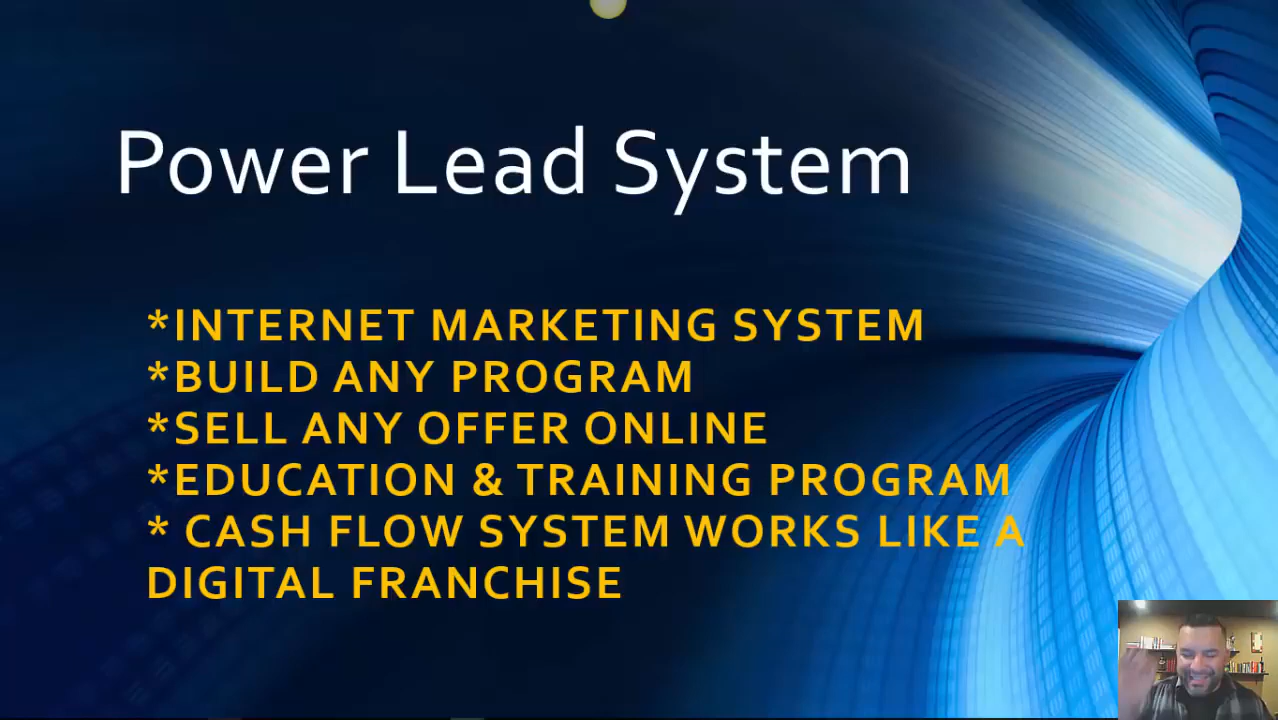 Power Lead System
*INTERNET MARKETING SYSTEM
*BUILD ANY PROGRAM
*SELL ANY OFFER ONLINE
*EDUCATION & TRAINING PROGRAM
* CASH FLOW SYSTEM WORKS LIKE A
DIGITAL FRANCHISE